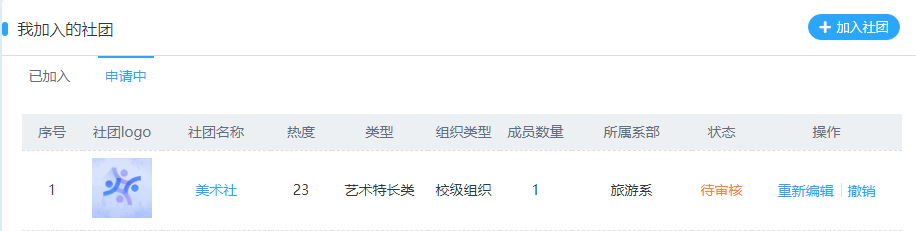 我加入的社团
加入社团
已加入 申请中
序号 社团logo 社团名称 热度 类型 组织类型 成员数量 所属系部 状态 操作
1 美术社 23 艺术特长类 校级组织 1 旅游系 待审核 重新编辑 | 撤销